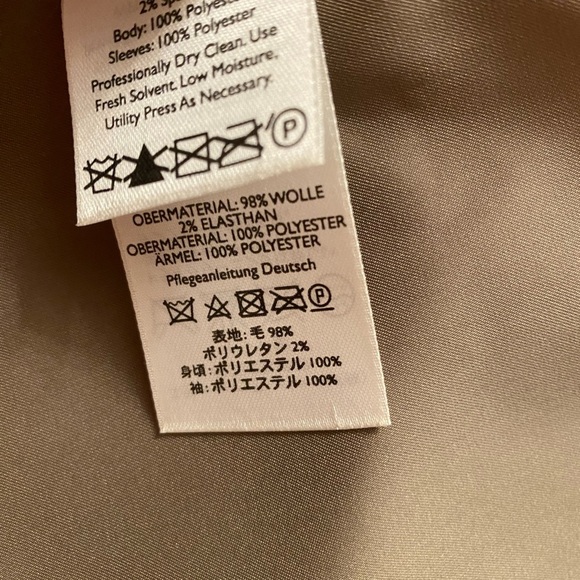 2% Sp
Body: 100% Polyes
Sleeves: 100% Polyester
Professionally Dry Clean. Use
Fresh Solvent. Low Moisture.
Utility Press As Necessary.
P
OBERMATERIAL: 98% WOLLE
2% ELASTHAN
OBERMATERIAL: 100% POLYESTER
ÄRMEL: 100% POLYESTER
Pflegeanleitung Deutsch
P
表地: 毛 98%
ポリウレタン 2%
身頃: ポリエステル 100%
袖: ポリエステル 100%